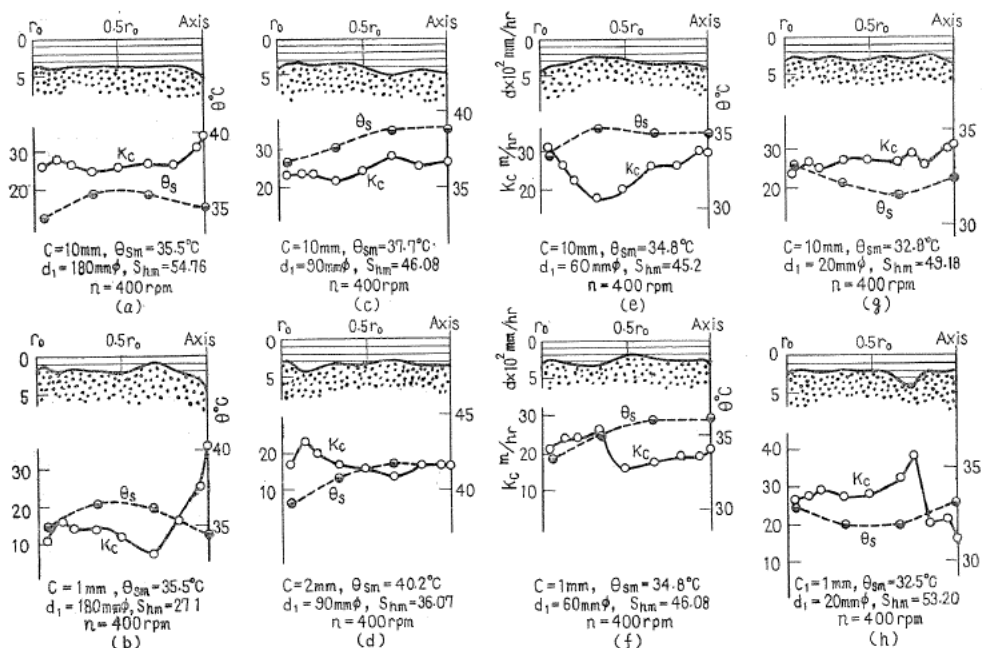 r₀ 0.5r₀ Axis
0
5
30
20
40
35
θ°C
Kc
θs
C=10mm, θsm=35.5°C
d₁=180mmφ, Shm=54.76
n=400rpm
(a)
r₀ 0.5r₀ Axis
0
5
30
20
39
36
θs
Kc
C=10mm, θsm=37.7°C
d₁=90mmφ, Shm=46.08
n=400rpm
(c)
r₀ 0.5r₀ Axis
d×10² mm/hr
0
5
Kc m/hr
30
20
θ°C
35
30
θs
Kc
C=10mm, θsm=34.8°C
d₁=60mmφ, Shm=45.2
n=400rpm
(e)
r₀ 0.5r₀ Axis
0
5
30
20
34
31
Kc
θs
C=10mm, θsm=32.8°C
d₁=20mmφ, Shm=49.18
n=400rpm
(g)
r₀ 0.5r₀ Axis
0
5
30
20
10
θ°C
40
35
θs
Kc
C=1mm, θsm=35.5°C
d₁=180mmφ, Shm=27.1
n=400rpm
(b)
r₀ 0.5r₀ Axis
0
5
20
10
45
40
Kc
θs
C=2mm, θsm=40.2°C
d₁=90mmφ, Shm=36.07
n=400rpm
(d)
r₀ 0.5r₀ Axis
d×10² mm/hr
0
5
Kc m/hr
30
20
10
θ°C
35
30
θs
Kc
C=1mm, θsm=34.8°C
d₁=60mmφ, Shm=46.08
n=400rpm
(f)
r₀ 0.5r₀ Axis
0
5
40
30
20
10
35
30
Kc
θs
C₁=1mm, θsm=32.5°C
d₁=20mmφ, Shm=53.20
n=400rpm
(h)